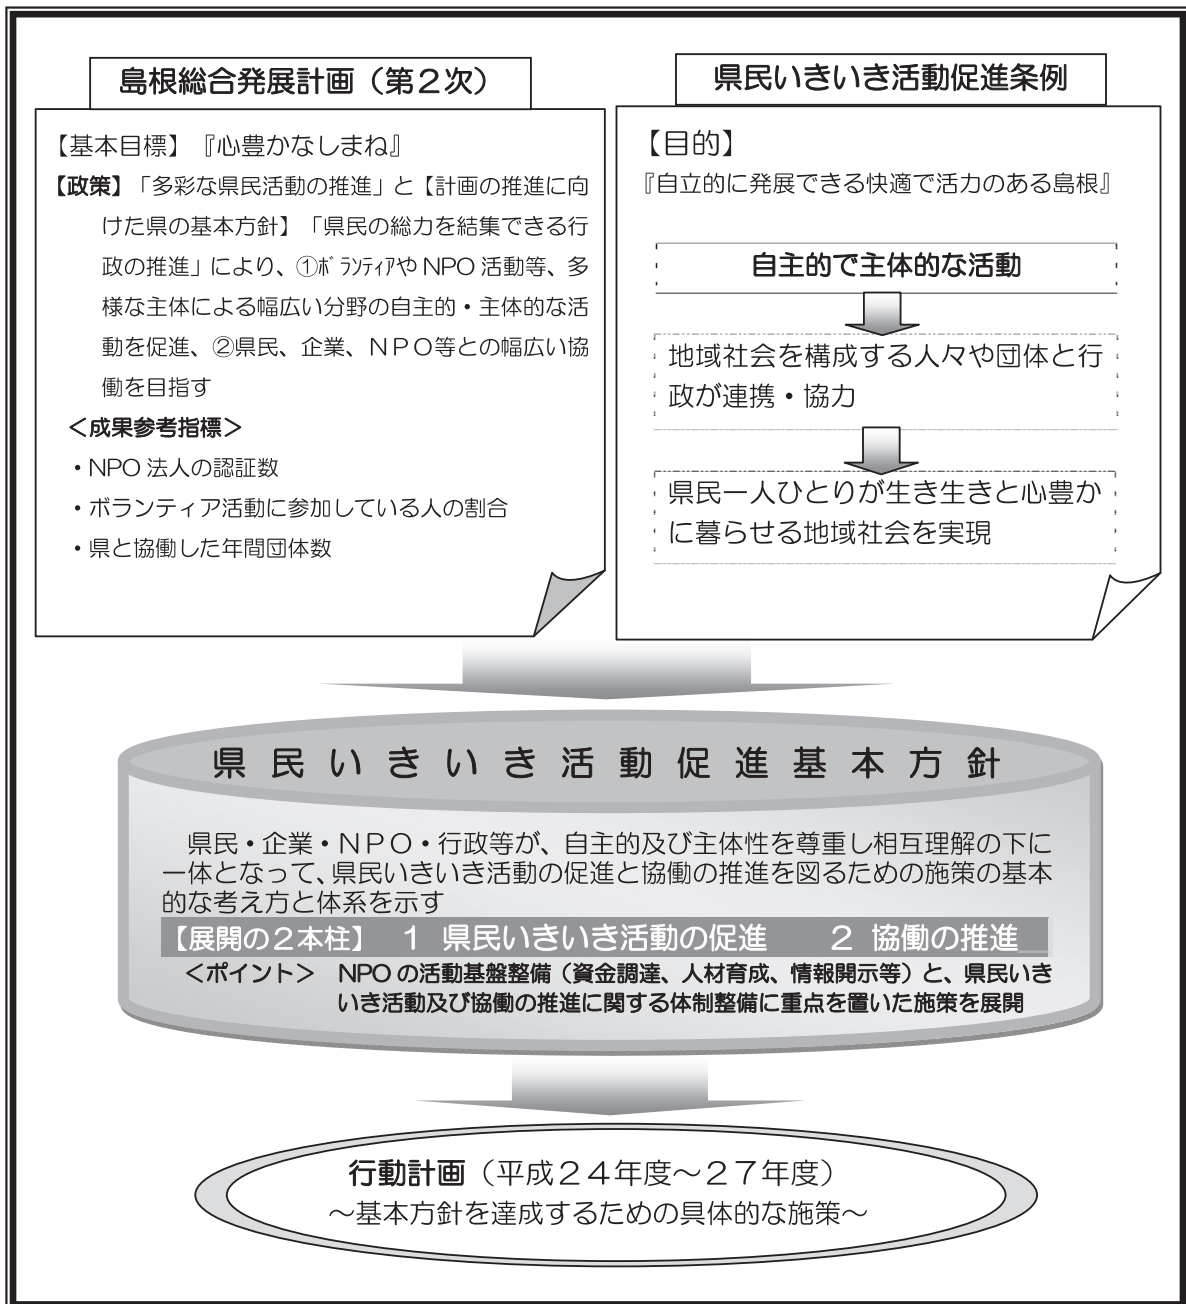 島根総合発展計画（第２次）
【基本目標】『心豊かなしまね』
【政策】「多彩な県民活動の推進」と【計画の推進に向
けた県の基本方針】「県民の総力を結集できる行
政の推進」により、①ﾎﾞﾗﾝﾃｨｱや NPO 活動等、多
様な主体による幅広い分野の自主的・主体的な活
動を促進、②県民、企業、ＮＰＯ等との幅広い協
働を目指す
＜成果参考指標＞
・NPO 法人の認証数
・ボランティア活動に参加している人の割合
・県と協働した年間団体数
県民いきいき活動促進条例
【目的】
『自立的に発展できる快適で活力のある島根』
自主的で主体的な活動
地域社会を構成する人々や団体と行
政が連携・協力
県民一人ひとりが生き生きと心豊か
に暮らせる地域社会を実現
県民いきいき活動促進基本方針
県民・企業・ＮＰＯ・行政等が、自主的及び主体性を尊重し相互理解の下に
一体となって、県民いきいき活動の促進と協働の推進を図るための施策の基本
的な考え方と体系を示す
【展開の２本柱】 １ 県民いきいき活動の促進 ２ 協働の推進
＜ポイント＞ NPO の活動基盤整備（資金調達、人材育成、情報開示等）と、県民いき
いき活動及び協働の推進に関する体制整備に重点を置いた施策を展開
行動計画（平成２４年度～２７年度）
～基本方針を達成するための具体的な施策～